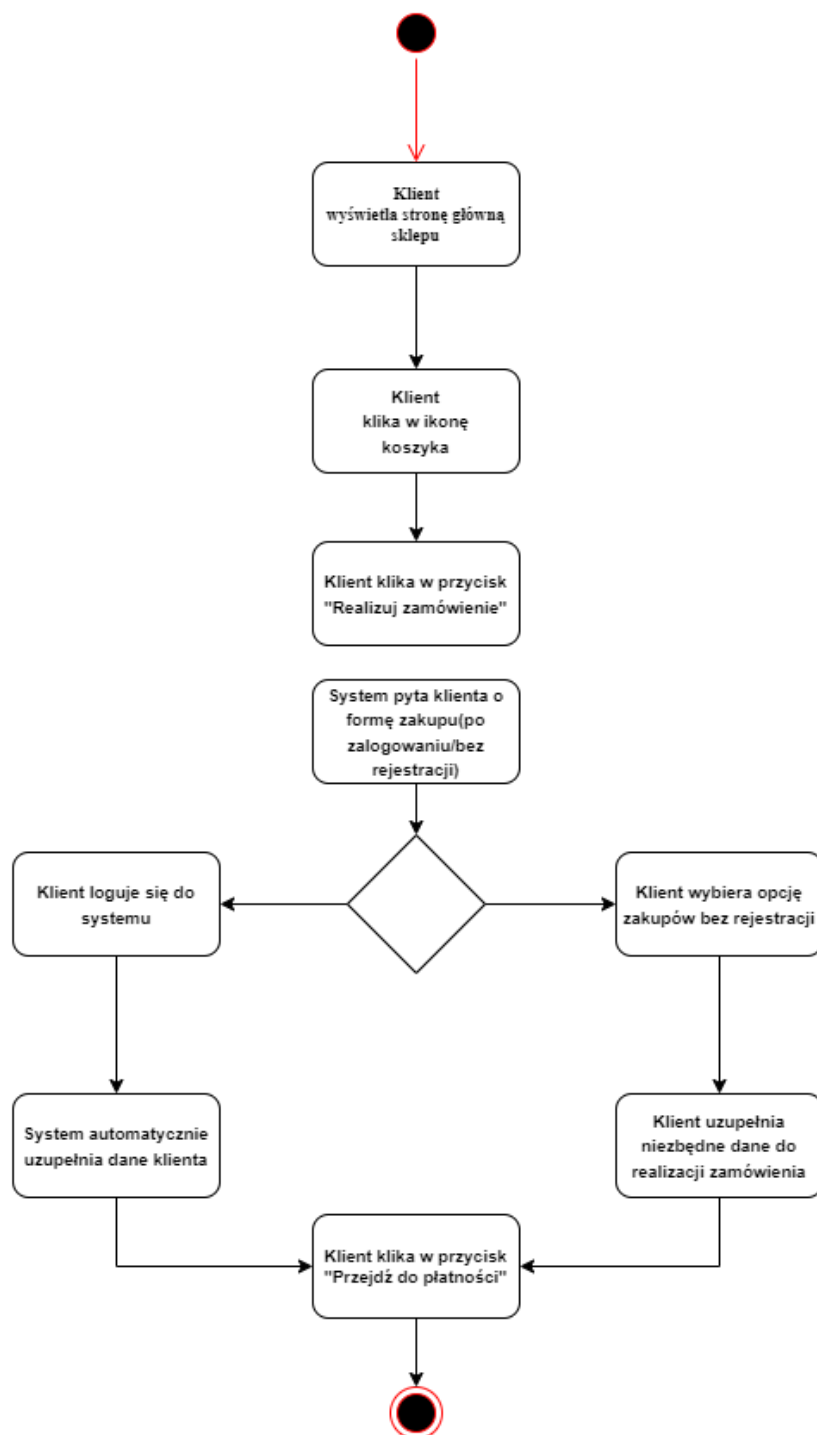 Klient
wyświetla stronę główną
sklepu
Klient
klika w ikonę
koszyka
Klient klika w przycisk
"Realizuj zamówienie"
System pyta klienta o
formę zakupu(po
zalogowaniu/bez
rejestracji)
Klient loguje się do
systemu
Klient wybiera opcję
zakupów bez rejestracji
System automatycznie
uzupełnia dane klienta
Klient uzupełnia
niezbędne dane do
realizacji zamówienia
Klient klika w przycisk
"Przejdź do płatności"